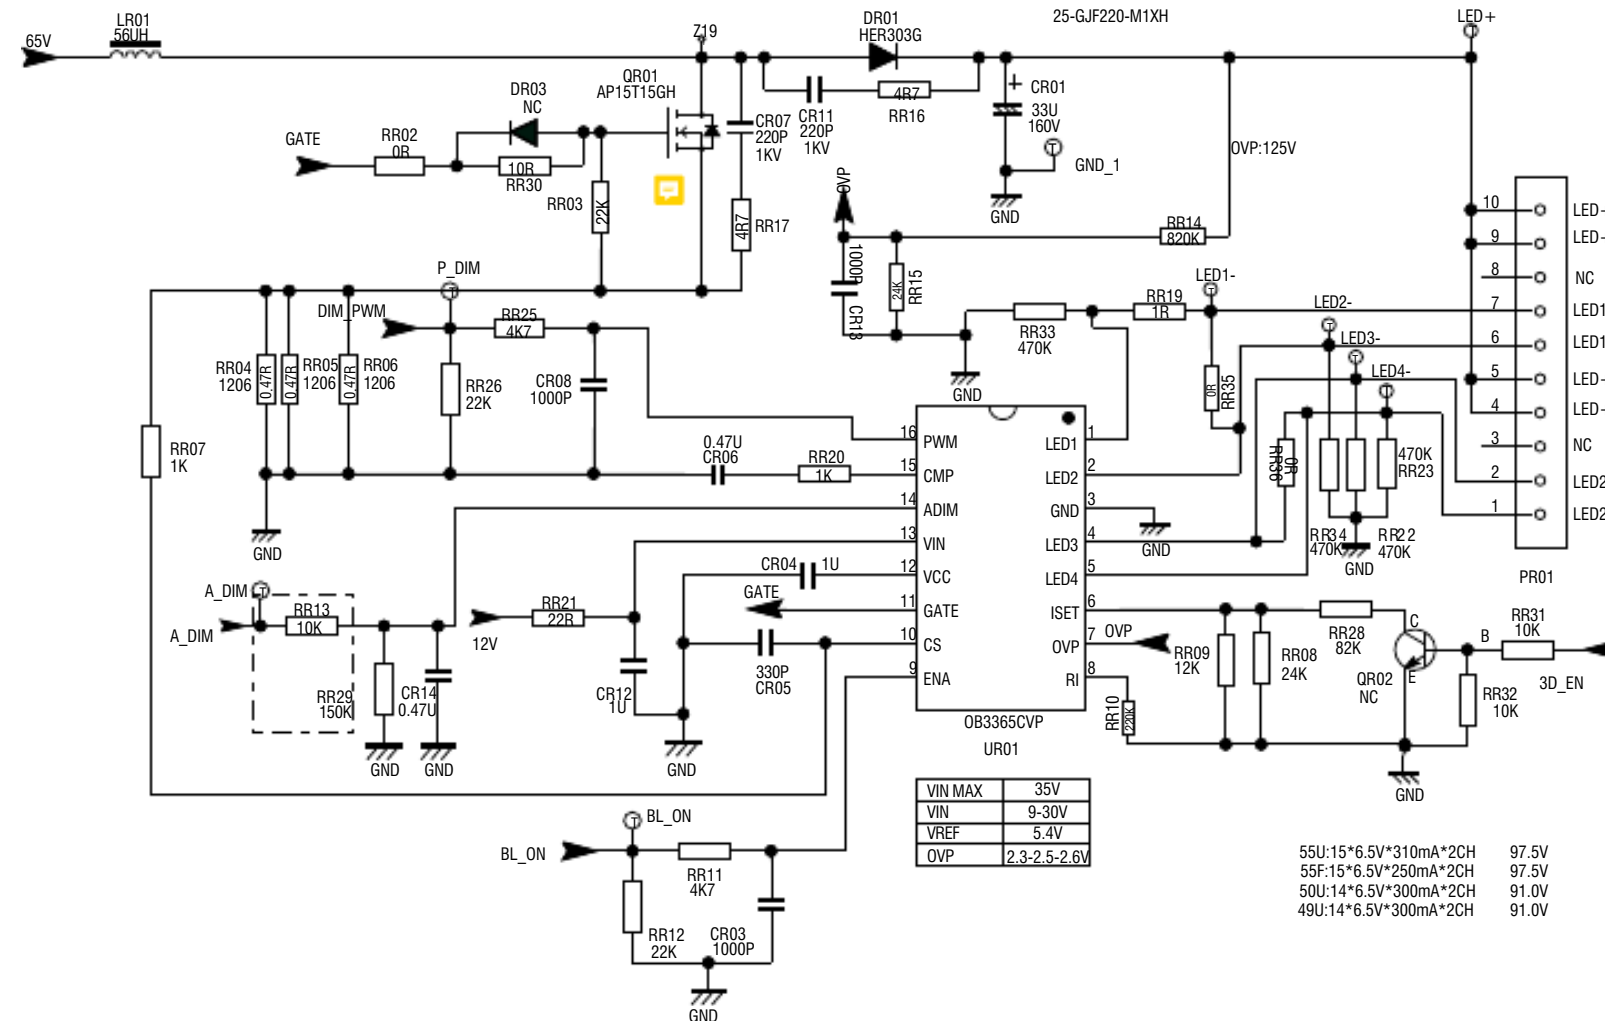 65V
LR01
56UH
Z19
DR01
HER303G
25-GJF220-M1XH
LED+
GATE
RR02
0R
DR03
NC
10R
RR30
QR01
AP15T15GH
RR03
22K
CR07
220P
1KV
CR11
220P
1KV
4R7
RR16
4R7
RR17
+
CR01
33U
160V
T
GND_1
GND
OVP:125V
OVP
1000P
CR13
24K
RR15
RR14
820K
GND
RR33
470K
RR19
1R
LED1-
T
LED2-
T
LED3-
T
LED4-
T
0R
RR35
0R
RR36
470K
RR23
RR34
470K
RR22
470K
GND
10
9
8
7
6
5
4
3
2
1
LED-
LED-
NC
LED1
LED1
LED-
LED-
NC
LED2
LED2
PR01
P_DIM
T
DIM_PWM
RR25
4K7
RR04
1206
0.47R
RR05
1206
0.47R
RR06
1206
0.47R
RR26
22K
CR08
1000P
RR07
1K
GND
0.47U
CR06
RR20
1K
16
15
14
13
12
11
10
9
PWM
CMP
ADIM
VIN
VCC
GATE
CS
ENA
LED1
LED2
GND
LED3
LED4
ISET
OVP
RI
1
2
3
4
5
6
7
8
OB3365CVP
UR01
GND
A_DIM
T
A_DIM
RR13
10K
RR29
150K
CR14
0.47U
GND
GND
12V
RR21
22R
CR12
1U
CR04
1U
GATE
330P
CR05
GND
OVP
RR09
12K
RR08
24K
RR10
220K
RR28
82K
C
B
E
QR02
NC
RR31
10K
3D_EN
RR32
10K
GND
VIN MAX 35V
VIN 9-30V
VREF 5.4V
OVP 2.3-2.5-2.6V
BL_ON
T
BL_ON
RR11
4K7
RR12
22K
CR03
1000P
GND
55U:15*6.5V*310mA*2CH 97.5V
55F:15*6.5V*250mA*2CH 97.5V
50U:14*6.5V*300mA*2CH 91.0V
49U:14*6.5V*300mA*2CH 91.0V